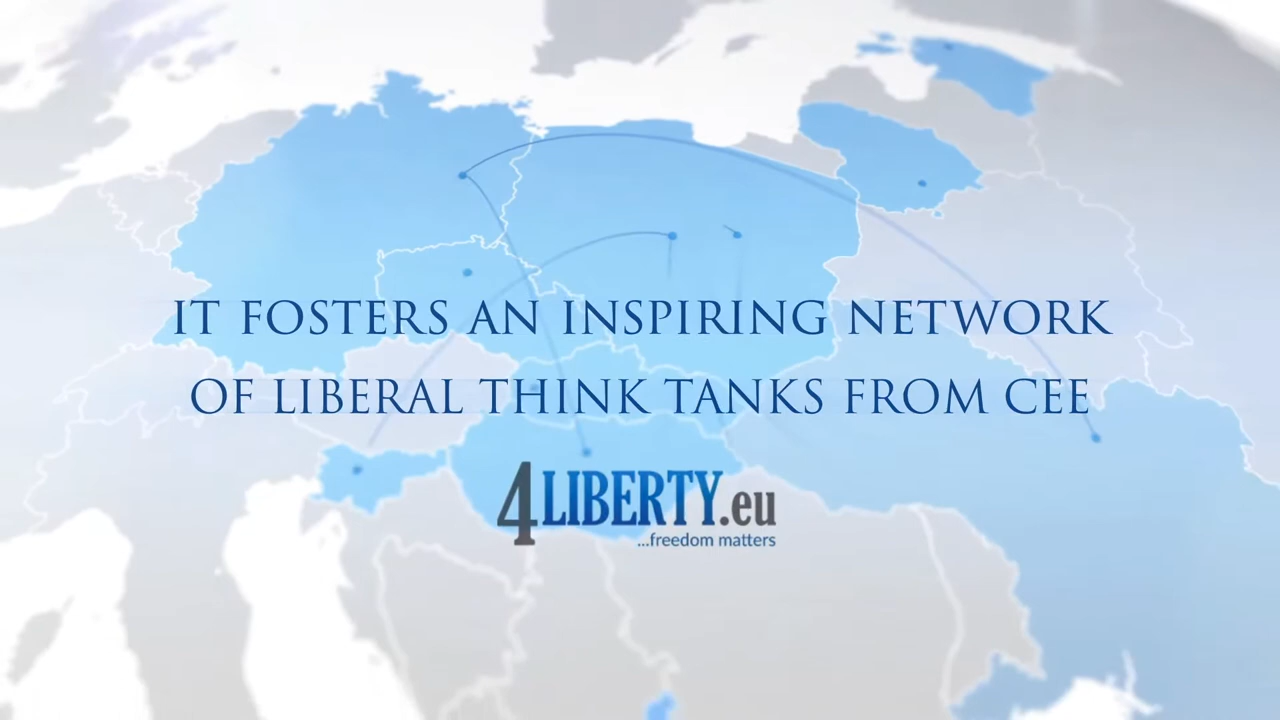 IT FOSTERS AN INSPIRING NETWORK
OF LIBERAL THINK TANKS FROM CEE
4LIBERTY.eu
...freedom matters